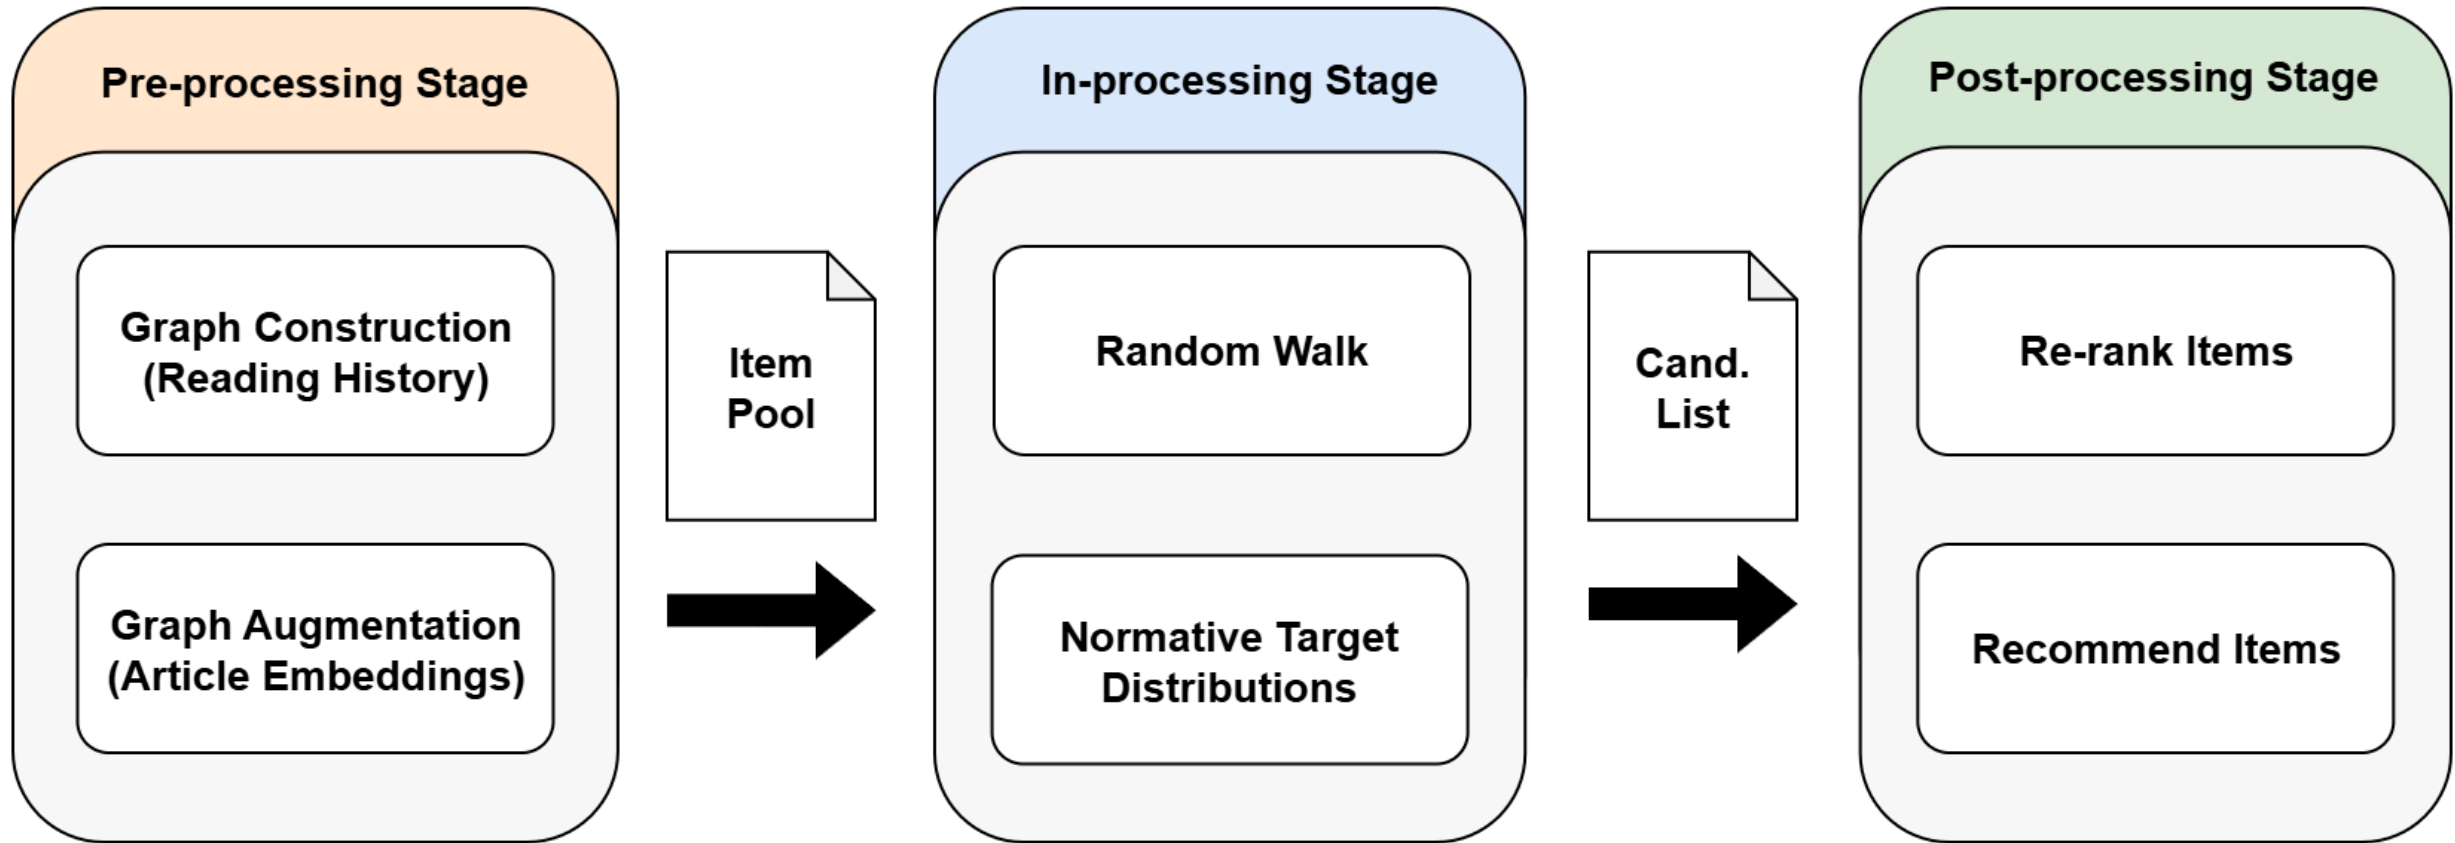 Pre-processing Stage
Graph Construction
(Reading History)
Graph Augmentation
(Article Embeddings)
Item
Pool
In-processing Stage
Random Walk
Normative Target
Distributions
Cand.
List
Post-processing Stage
Re-rank Items
Recommend Items